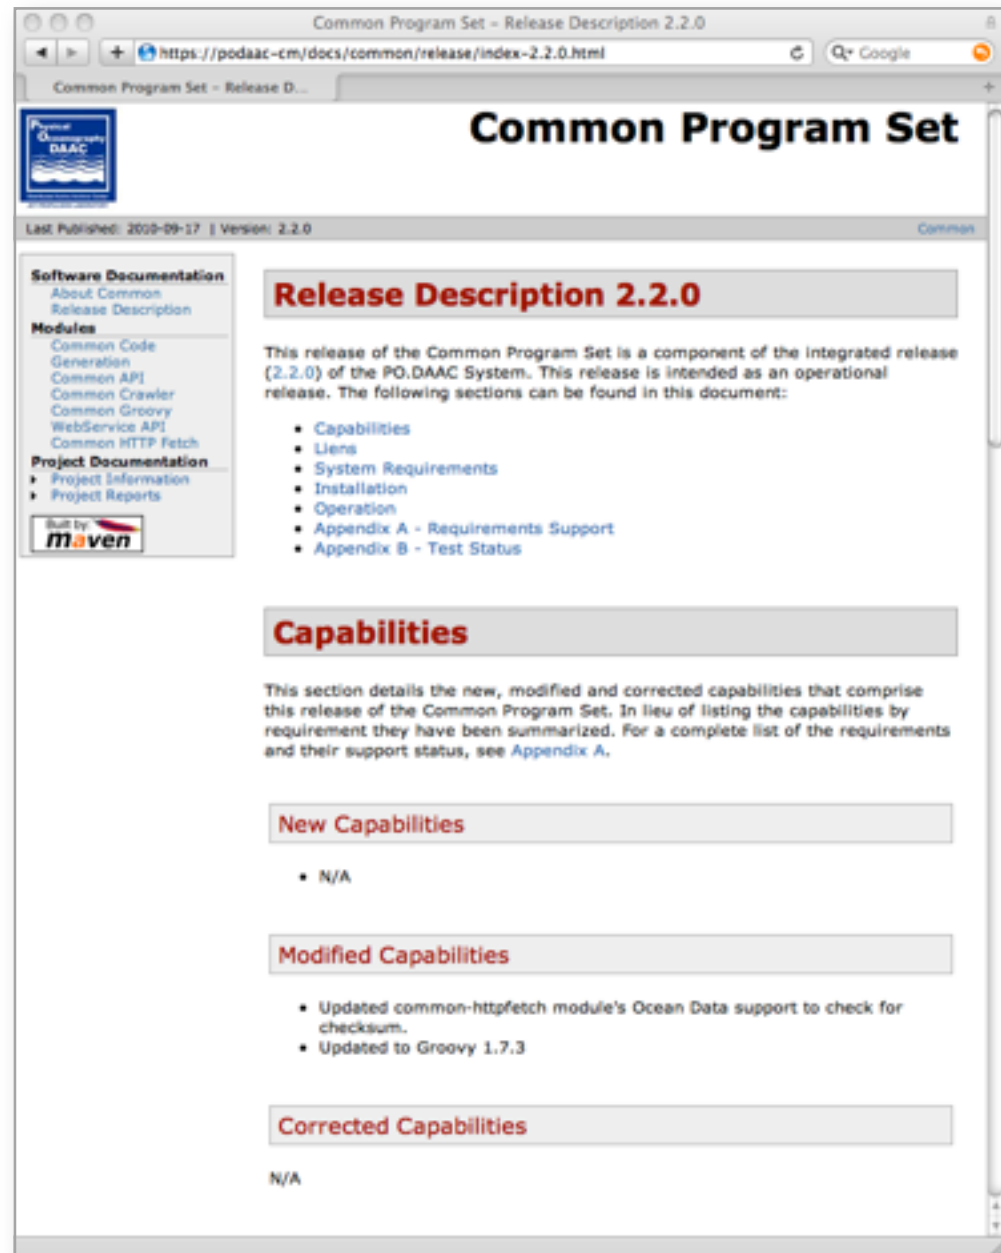 Common Program Set – Release Description 2.2.0
https://podaac-cm/docs/common/release/index-2.2.0.html
Google
Common Program Set – Release D...
Physical
Oceanography
DAAC
Common Program Set
Last Published: 2010-09-17 | Version: 2.2.0
Common
Software Documentation
About Common
Release Description
Modules
Common Code
Generation
Common API
Common Crawler
Common Groovy
WebService API
Common HTTP Fetch
Project Documentation
Project Information
Project Reports
Built by:
maven
Release Description 2.2.0
This release of the Common Program Set is a component of the integrated release
(2.2.0) of the PO.DAAC System. This release is intended as an operational
release. The following sections can be found in this document:
• Capabilities
• Liens
• System Requirements
• Installation
• Operation
• Appendix A - Requirements Support
• Appendix B - Test Status
Capabilities
This section details the new, modified and corrected capabilities that comprise
this release of the Common Program Set. In lieu of listing the capabilities by
requirement they have been summarized. For a complete list of the requirements
and their support status, see Appendix A.
New Capabilities
• N/A
Modified Capabilities
• Updated common-httpfetch module's Ocean Data support to check for
checksum.
• Updated to Groovy 1.7.3
Corrected Capabilities
N/A